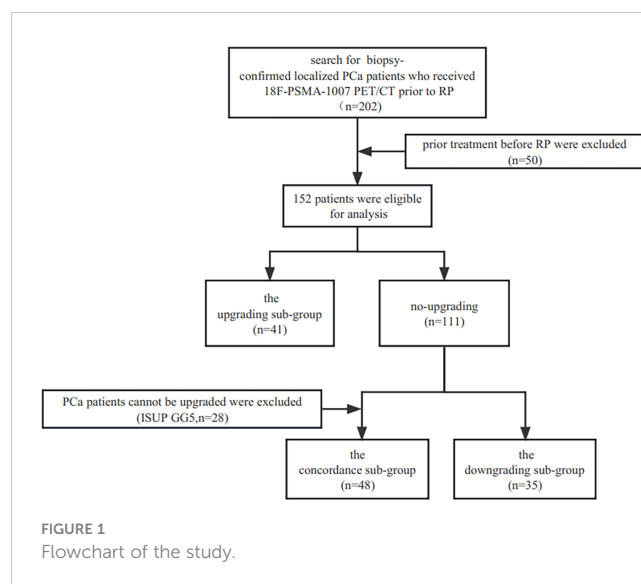 search for biopsy-
confirmed localized PCa patients who received
18F-PSMA-1007 PET/CT prior to RP
（n=202)
prior treatment before RP were excluded
(n=50)
152 patients were eligible
for analysis
the
upgrading sub-group
(n=41)
no-upgrading
(n=111)
PCa patients cannot be upgraded were excluded
(ISUP GG5,n=28)
the
concordance sub-group
(n=48)
the
downgrading sub-group
(n=35)
FIGURE 1
Flowchart of the study.